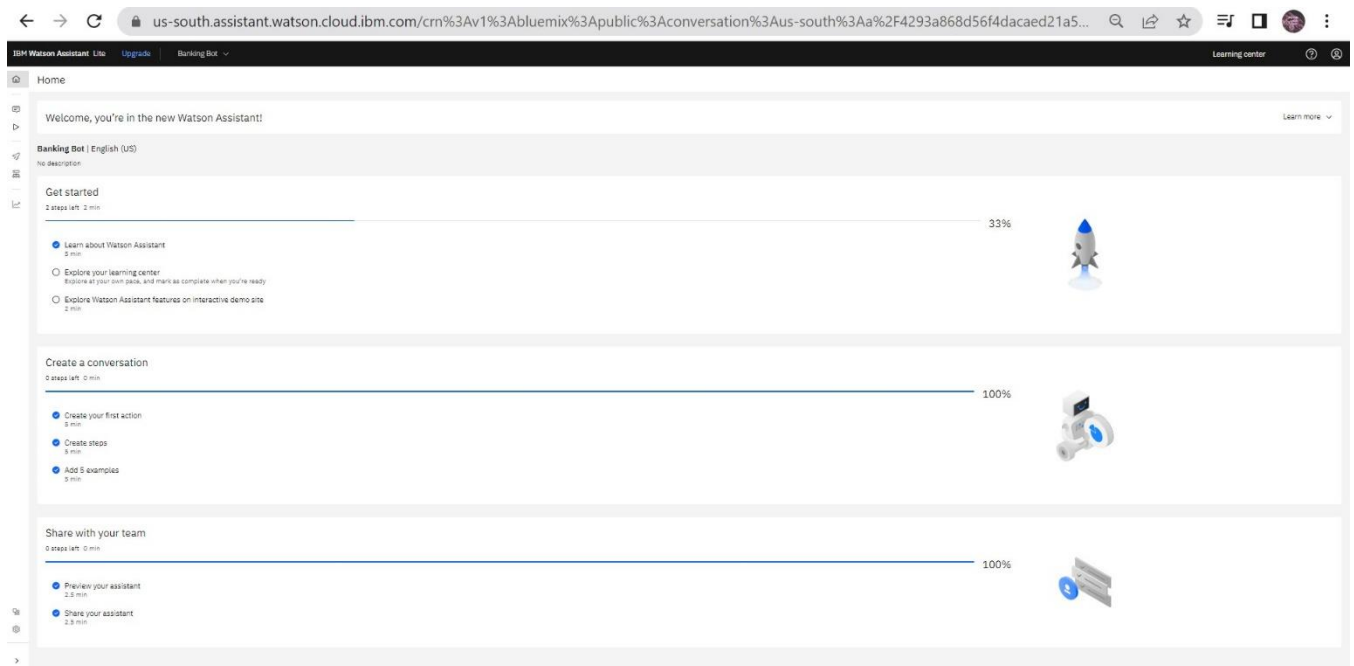 us-south.assistant.watson.cloud.ibm.com/crn%3Av1%3Abluemix%3Apublic%3Aconversation%3Aus-south%3Aa%2F4293a868d56f4dacaed21a5...
IBM Watson Assistant Lite Upgrade Banking Bot Learning center
Home
Welcome, you're in the new Watson Assistant! Learn more
Banking Bot | English (US)
No description
Get started
2 steps left 2 min
33%
Learn about Watson Assistant
5 min
Explore your learning center
Explore at your own pace, and mark as complete when you're ready
Explore Watson Assistant features on interactive demo site
2 min
Create a conversation
0 steps left 0 min
100%
Create your first action
5 min
Create steps
5 min
Add 5 examples
5 min
Share with your team
0 steps left 0 min
100%
Preview your assistant
2.5 min
Share your assistant
2.5 min